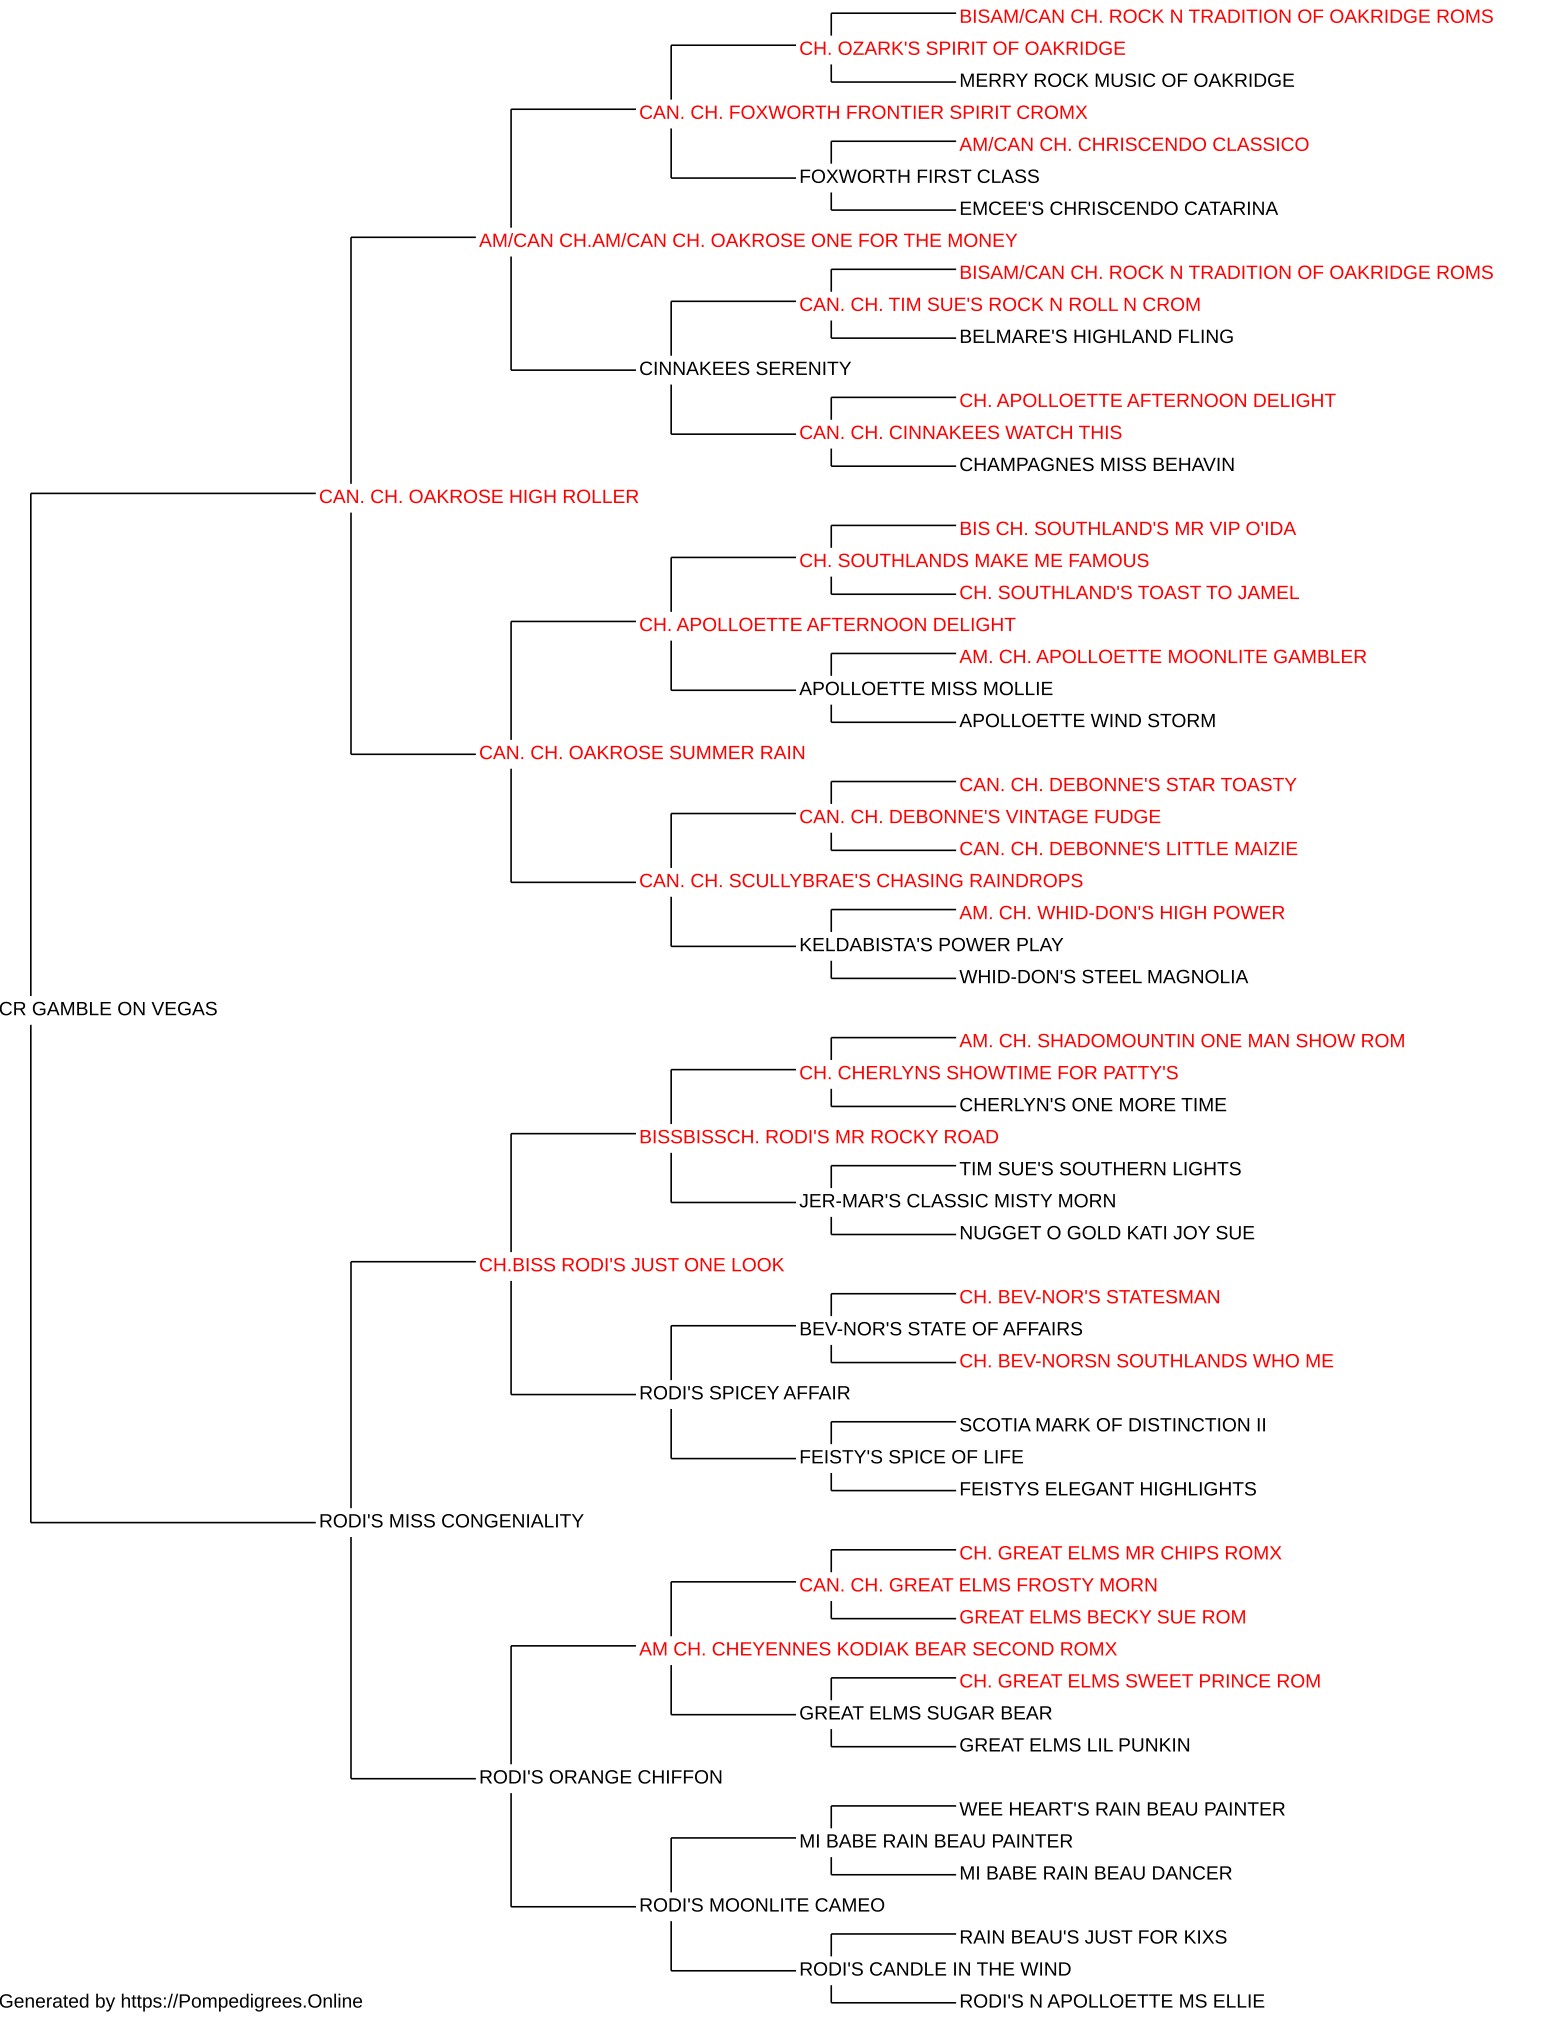 BISAM/CAN CH. ROCK N TRADITION OF OAKRIDGE ROMS
CH. OZARK'S SPIRIT OF OAKRIDGE
MERRY ROCK MUSIC OF OAKRIDGE
CAN. CH. FOXWORTH FRONTIER SPIRIT CROMX
AM/CAN CH. CHRISCENDO CLASSICO
FOXWORTH FIRST CLASS
EMCEE'S CHRISCENDO CATARINA
AM/CAN CH.AM/CAN CH. OAKROSE ONE FOR THE MONEY
BISAM/CAN CH. ROCK N TRADITION OF OAKRIDGE ROMS
CAN. CH. TIM SUE'S ROCK N ROLL N CROM
BELMARE'S HIGHLAND FLING
CINNAKEES SERENITY
CH. APOLLOETTE AFTERNOON DELIGHT
CAN. CH. CINNAKEES WATCH THIS
CHAMPAGNES MISS BEHAVIN
CAN. CH. OAKROSE HIGH ROLLER
BIS CH. SOUTHLAND'S MR VIP O'IDA
CH. SOUTHLANDS MAKE ME FAMOUS
CH. SOUTHLAND'S TOAST TO JAMEL
CH. APOLLOETTE AFTERNOON DELIGHT
AM. CH. APOLLOETTE MOONLITE GAMBLER
APOLLOETTE MISS MOLLIE
APOLLOETTE WIND STORM
CAN. CH. OAKROSE SUMMER RAIN
CAN. CH. DEBONNE'S STAR TOASTY
CAN. CH. DEBONNE'S VINTAGE FUDGE
CAN. CH. DEBONNE'S LITTLE MAIZIE
CAN. CH. SCULLYBRAE'S CHASING RAINDROPS
AM. CH. WHID-DON'S HIGH POWER
KELDABISTA'S POWER PLAY
WHID-DON'S STEEL MAGNOLIA
CR GAMBLE ON VEGAS
AM. CH. SHADOMOUNTIN ONE MAN SHOW ROM
CH. CHERLYNS SHOWTIME FOR PATTY'S
CHERLYN'S ONE MORE TIME
BISSBISSCH. RODI'S MR ROCKY ROAD
TIM SUE'S SOUTHERN LIGHTS
JER-MAR'S CLASSIC MISTY MORN
NUGGET O GOLD KATI JOY SUE
CH.BISS RODI'S JUST ONE LOOK
CH. BEV-NOR'S STATESMAN
BEV-NOR'S STATE OF AFFAIRS
CH. BEV-NORSN SOUTHLANDS WHO ME
RODI'S SPICEY AFFAIR
SCOTIA MARK OF DISTINCTION II
FEISTY'S SPICE OF LIFE
FEISTYS ELEGANT HIGHLIGHTS
RODI'S MISS CONGENIALITY
CH. GREAT ELMS MR CHIPS ROMX
CAN. CH. GREAT ELMS FROSTY MORN
GREAT ELMS BECKY SUE ROM
AM CH. CHEYENNES KODIAK BEAR SECOND ROMX
CH. GREAT ELMS SWEET PRINCE ROM
GREAT ELMS SUGAR BEAR
GREAT ELMS LIL PUNKIN
RODI'S ORANGE CHIFFON
WEE HEART'S RAIN BEAU PAINTER
MI BABE RAIN BEAU PAINTER
MI BABE RAIN BEAU DANCER
RODI'S MOONLITE CAMEO
RAIN BEAU'S JUST FOR KIXS
RODI'S CANDLE IN THE WIND
RODI'S N APOLLOETTE MS ELLIE
Generated by https://Pompedigrees.Online